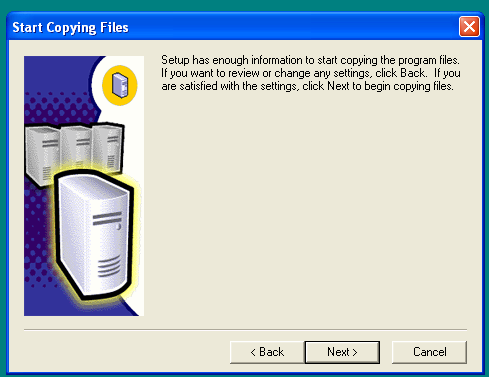 Start Copying Files
Setup has enough information to start copying the program files.
If you want to review or change any settings, click Back.  If you
are satisfied with the settings, click Next to begin copying files.
< Back
Next >
Cancel